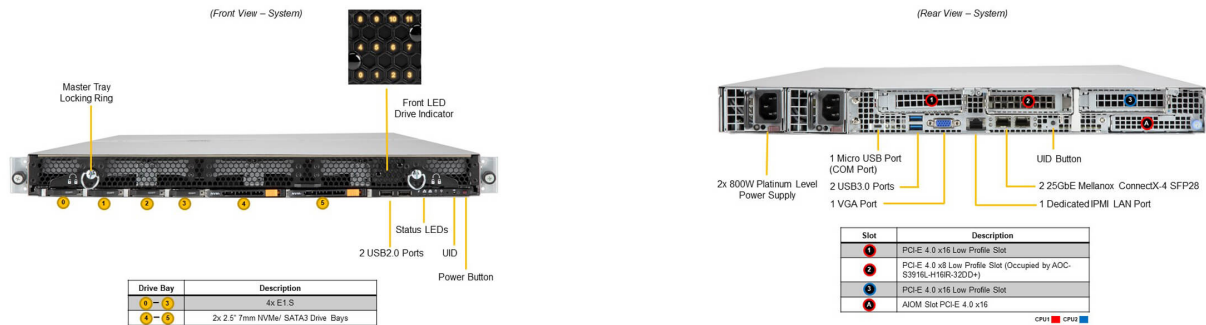 (Front View – System)
8 9 10 11
4 5 6 7
0 1 2 3
Master Tray
Locking Ring
Front LED
Drive Indicator
0 1 2 3 4 5
Status LEDs
2 USB2.0 Ports
UID
Power Button
Drive Bay Description
0 – 3 4x E1.S
4 – 5 2x 2.5" 7mm NVMe/ SATA3 Drive Bays
(Rear View – System)
1 2 3
A
2x 800W Platinum Level
Power Supply
1 Micro USB Port
(COM Port)
2 USB3.0 Ports
1 VGA Port
UID Button
2 25GbE Mellanox ConnectX-4 SFP28
1 Dedicated IPMI LAN Port
Slot Description
1 PCI-E 4.0 x16 Low Profile Slot
2 PCI-E 4.0 x8 Low Profile Slot (Occupied by AOC-
S3916L-H16IR-32DD+)
3 PCI-E 4.0 x16 Low Profile Slot
A AIOM Slot PCI-E 4.0 x16
CPU1 CPU2